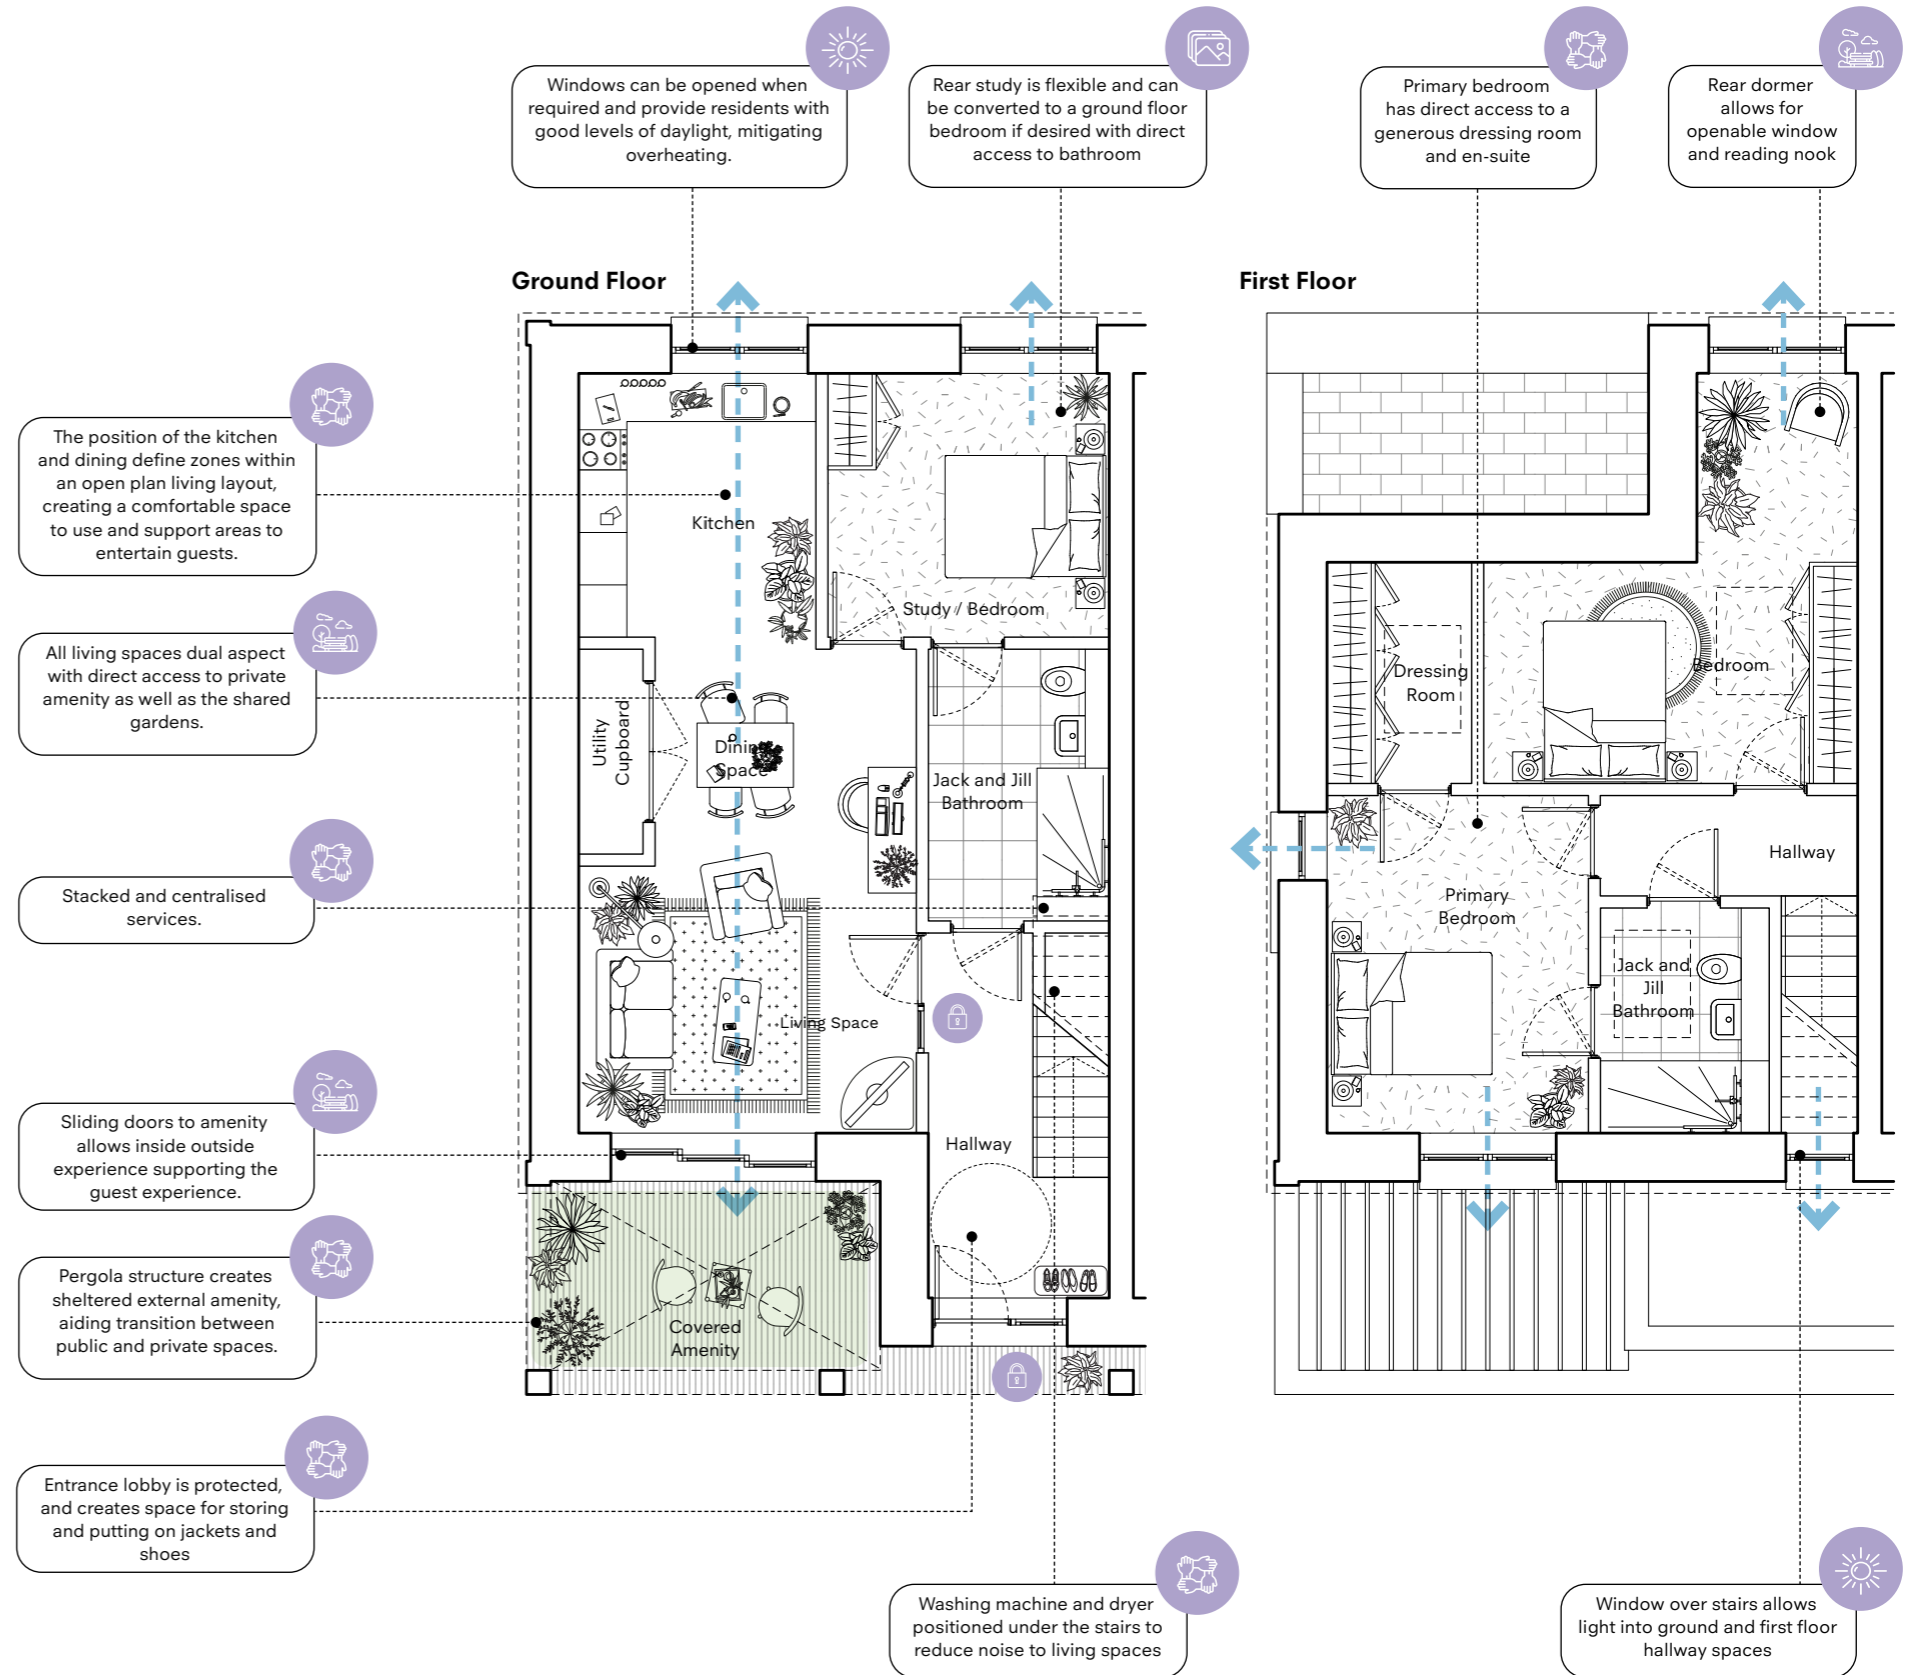 Windows can be opened when
required and provide residents with
good levels of daylight, mitigating
overheating.
Rear study is flexible and can
be converted to a ground floor
bedroom if desired with direct
access to bathroom
Primary bedroom
has direct access to a
generous dressing room
and en-suite
Rear dormer
allows for
openable window
and reading nook
Ground Floor
First Floor
The position of the kitchen
and dining define zones within
an open plan living layout,
creating a comfortable space
to use and support areas to
entertain guests.
All living spaces dual aspect
with direct access to private
amenity as well as the shared
gardens.
Stacked and centralised
services.
Sliding doors to amenity
allows inside outside
experience supporting the
guest experience.
Pergola structure creates
sheltered external amenity,
aiding transition between
public and private spaces.
Entrance lobby is protected,
and creates space for storing
and putting on jackets and
shoes
Kitchen
Study / Bedroom
Utility
Cupboard
Dining
Space
Jack and Jill
Bathroom
Living Space
Hallway
Covered
Amenity
Dressing
Room
Bedroom
Hallway
Primary
Bedroom
Jack and
Jill
Bathroom
Washing machine and dryer
positioned under the stairs to
reduce noise to living spaces
Window over stairs allows
light into ground and first floor
hallway spaces